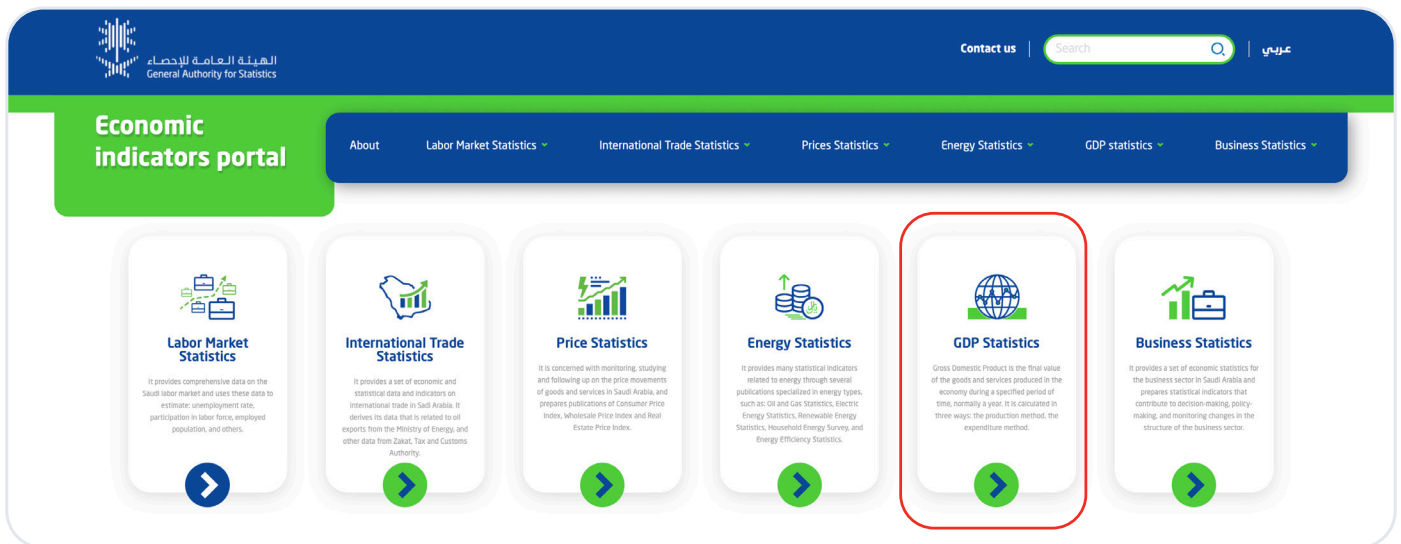 الهيئة العامة للإحصاء
General Authority for Statistics
Contact us
Search
عربي
Economic
indicators portal
About
Labor Market Statistics
International Trade Statistics
Prices Statistics
Energy Statistics
GDP statistics
Business Statistics
Labor Market
Statistics
It provides comprehensive data on the
Saudi labor market and uses these data to
estimate: unemployment rate,
participation in labor force, employed
population, and others.
International Trade
Statistics
It provides a set of economic and
statistical data and indicators on
international trade in Sadi Arabia. It
derives its data that is related to oil
exports from the Ministry of Energy, and
other data from Zakat, Tax and Customs
Authority.
Price Statistics
It is concerned with monitoring, studying
and following up on the price movements
of goods and services in Saudi Arabia, and
prepares publications of Consumer Price
Index, Wholesale Price Index and Real
Estate Price Index.
Energy Statistics
It provides many statistical indicators
related to energy through several
publications specialized in energy types,
such as: Oil and Gas Statistics, Electric
Energy Statistics, Renewable Energy
Statistics, Household Energy Survey, and
Energy Efficiency Statistics.
GDP Statistics
Gross Domestic Product is the final value
of the goods and services produced in the
economy during a specified period of
time, normally a year. It is calculated in
three ways: the production method, the
expenditure method.
Business Statistics
It provides a set of economic statistics for
the business sector in Saudi Arabia and
prepares statistical indicators that
contribute to decision-making, policy-
making, and monitoring changes in the
structure of the business sector.